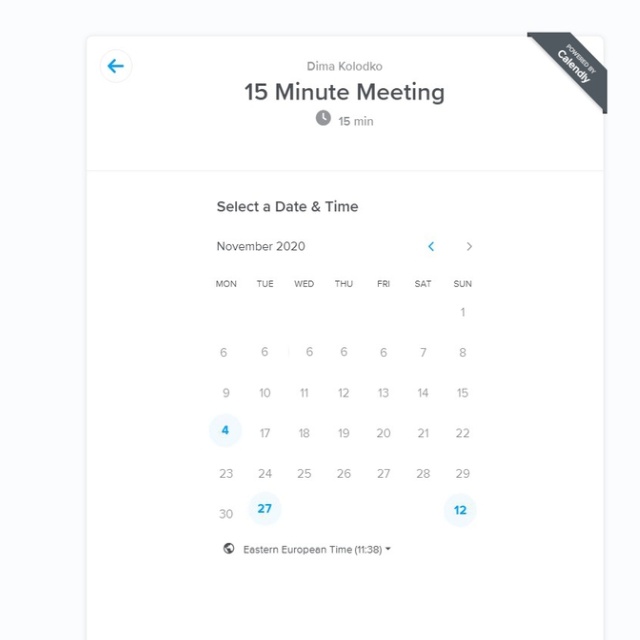 POWERED BY
Calendly
Dima Kolodko
15 Minute Meeting
15 min
Select a Date & Time
November 2020
MON TUE WED THU FRI SAT SUN
1
6 6 6 6 6 7 8
9 10 11 12 13 14 15
4 17 18 19 20 21 22
23 24 25 26 27 28 29
30 27 12
Eastern European Time (11:38)